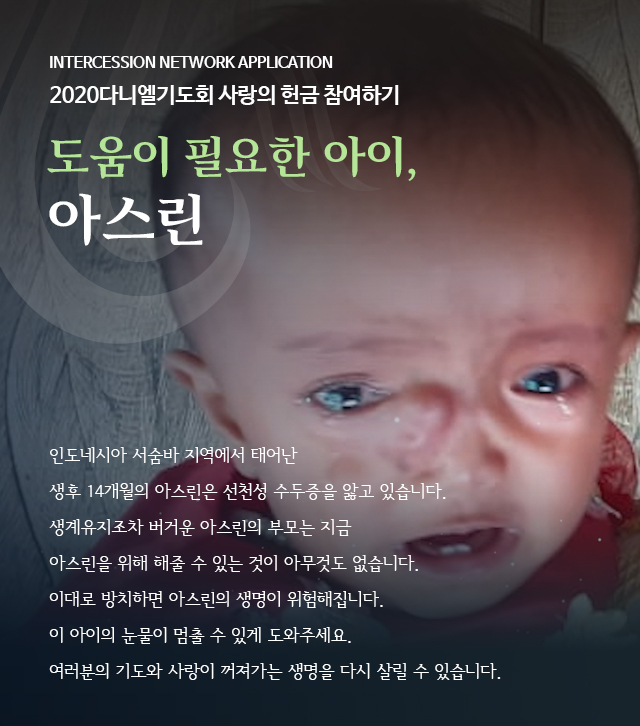 INTERCESSION NETWORK APPLICATION
2020다니엘기도회 사랑의 헌금 참여하기
도움이 필요한 아이,
아스린
인도네시아 서숨바 지역에서 태어난
생후 14개월의 아스린은 선천성 수두증을 앓고 있습니다.
생계유지조차 버거운 아스린의 부모는 지금
아스린을 위해 해줄 수 있는 것이 아무것도 없습니다.
이대로 방치하면 아스린의 생명이 위험해집니다.
이 아이의 눈물이 멈출 수 있게 도와주세요.
여러분의 기도와 사랑이 꺼져가는 생명을 다시 살릴 수 있습니다.